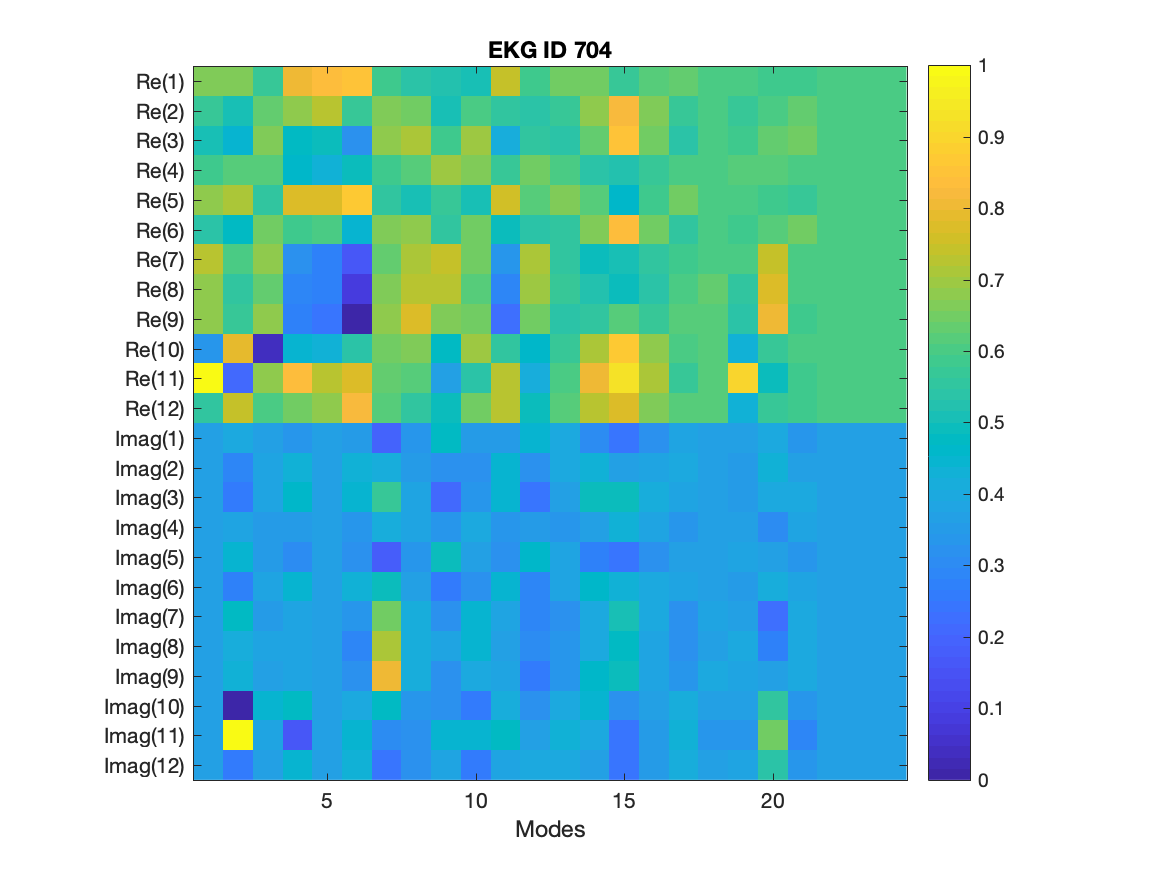 EKG ID 704
Re(1)
Re(2)
Re(3)
Re(4)
Re(5)
Re(6)
Re(7)
Re(8)
Re(9)
Re(10)
Re(11)
Re(12)
Imag(1)
Imag(2)
Imag(3)
Imag(4)
Imag(5)
Imag(6)
Imag(7)
Imag(8)
Imag(9)
Imag(10)
Imag(11)
Imag(12)
5 10 15 20
Modes
1
0.9
0.8
0.7
0.6
0.5
0.4
0.3
0.2
0.1
0